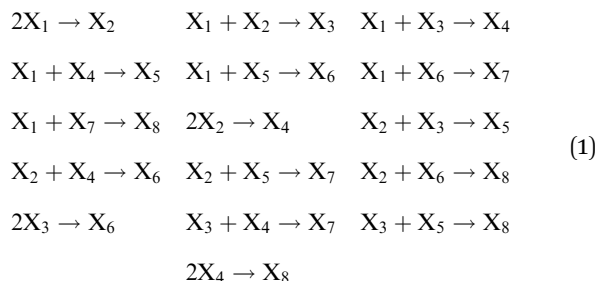 2X₁ → X₂ X₁ + X₂ → X₃ X₁ + X₃ → X₄
X₁ + X₄ → X₅ X₁ + X₅ → X₆ X₁ + X₆ → X₇
X₁ + X₇ → X₈ 2X₂ → X₄ X₂ + X₃ → X₅
(1)
X₂ + X₄ → X₆ X₂ + X₅ → X₇ X₂ + X₆ → X₈
2X₃ → X₆ X₃ + X₄ → X₇ X₃ + X₅ → X₈
2X₄ → X₈